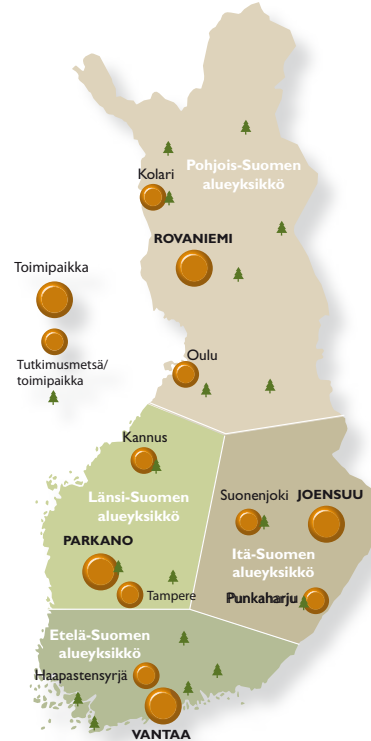 Pohjois-Suomen
alueyksikkö
Kolari
ROVANIEMI
Toimipaikka
Tutkimusmetsä/
toimipaikka
Oulu
Kannus
Länsi-Suomen
alueyksikkö
Suonenjoki
JOENSUU
PARKANO
Itä-Suomen
alueyksikkö
Tampere
Punkaharju
Etelä-Suomen
alueyksikkö
Haapastensyrjä
VANTAA